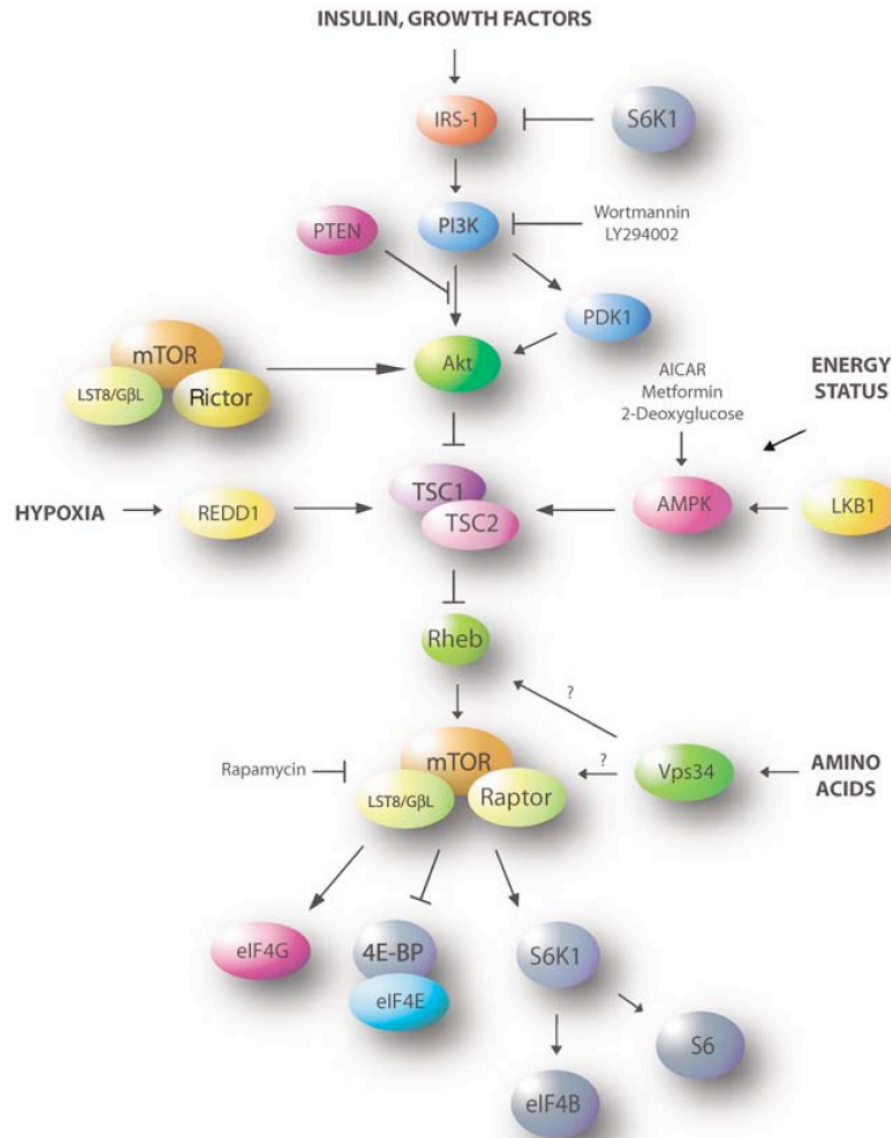 INSULIN, GROWTH FACTORS
IRS-1
S6K1
PTEN
PI3K
Wortmannin
LY294002
PDK1
mTOR
LST8/GβL
Rictor
Akt
AICAR
Metformin
2-Deoxyglucose
ENERGY
STATUS
HYPOXIA
REDD1
TSC1
TSC2
AMPK
LKB1
Rheb
?
Rapamycin
mTOR
LST8/GβL
Raptor
?
Vps34
AMINO
ACIDS
eIF4G
4E-BP
eIF4E
S6K1
S6
eIF4B